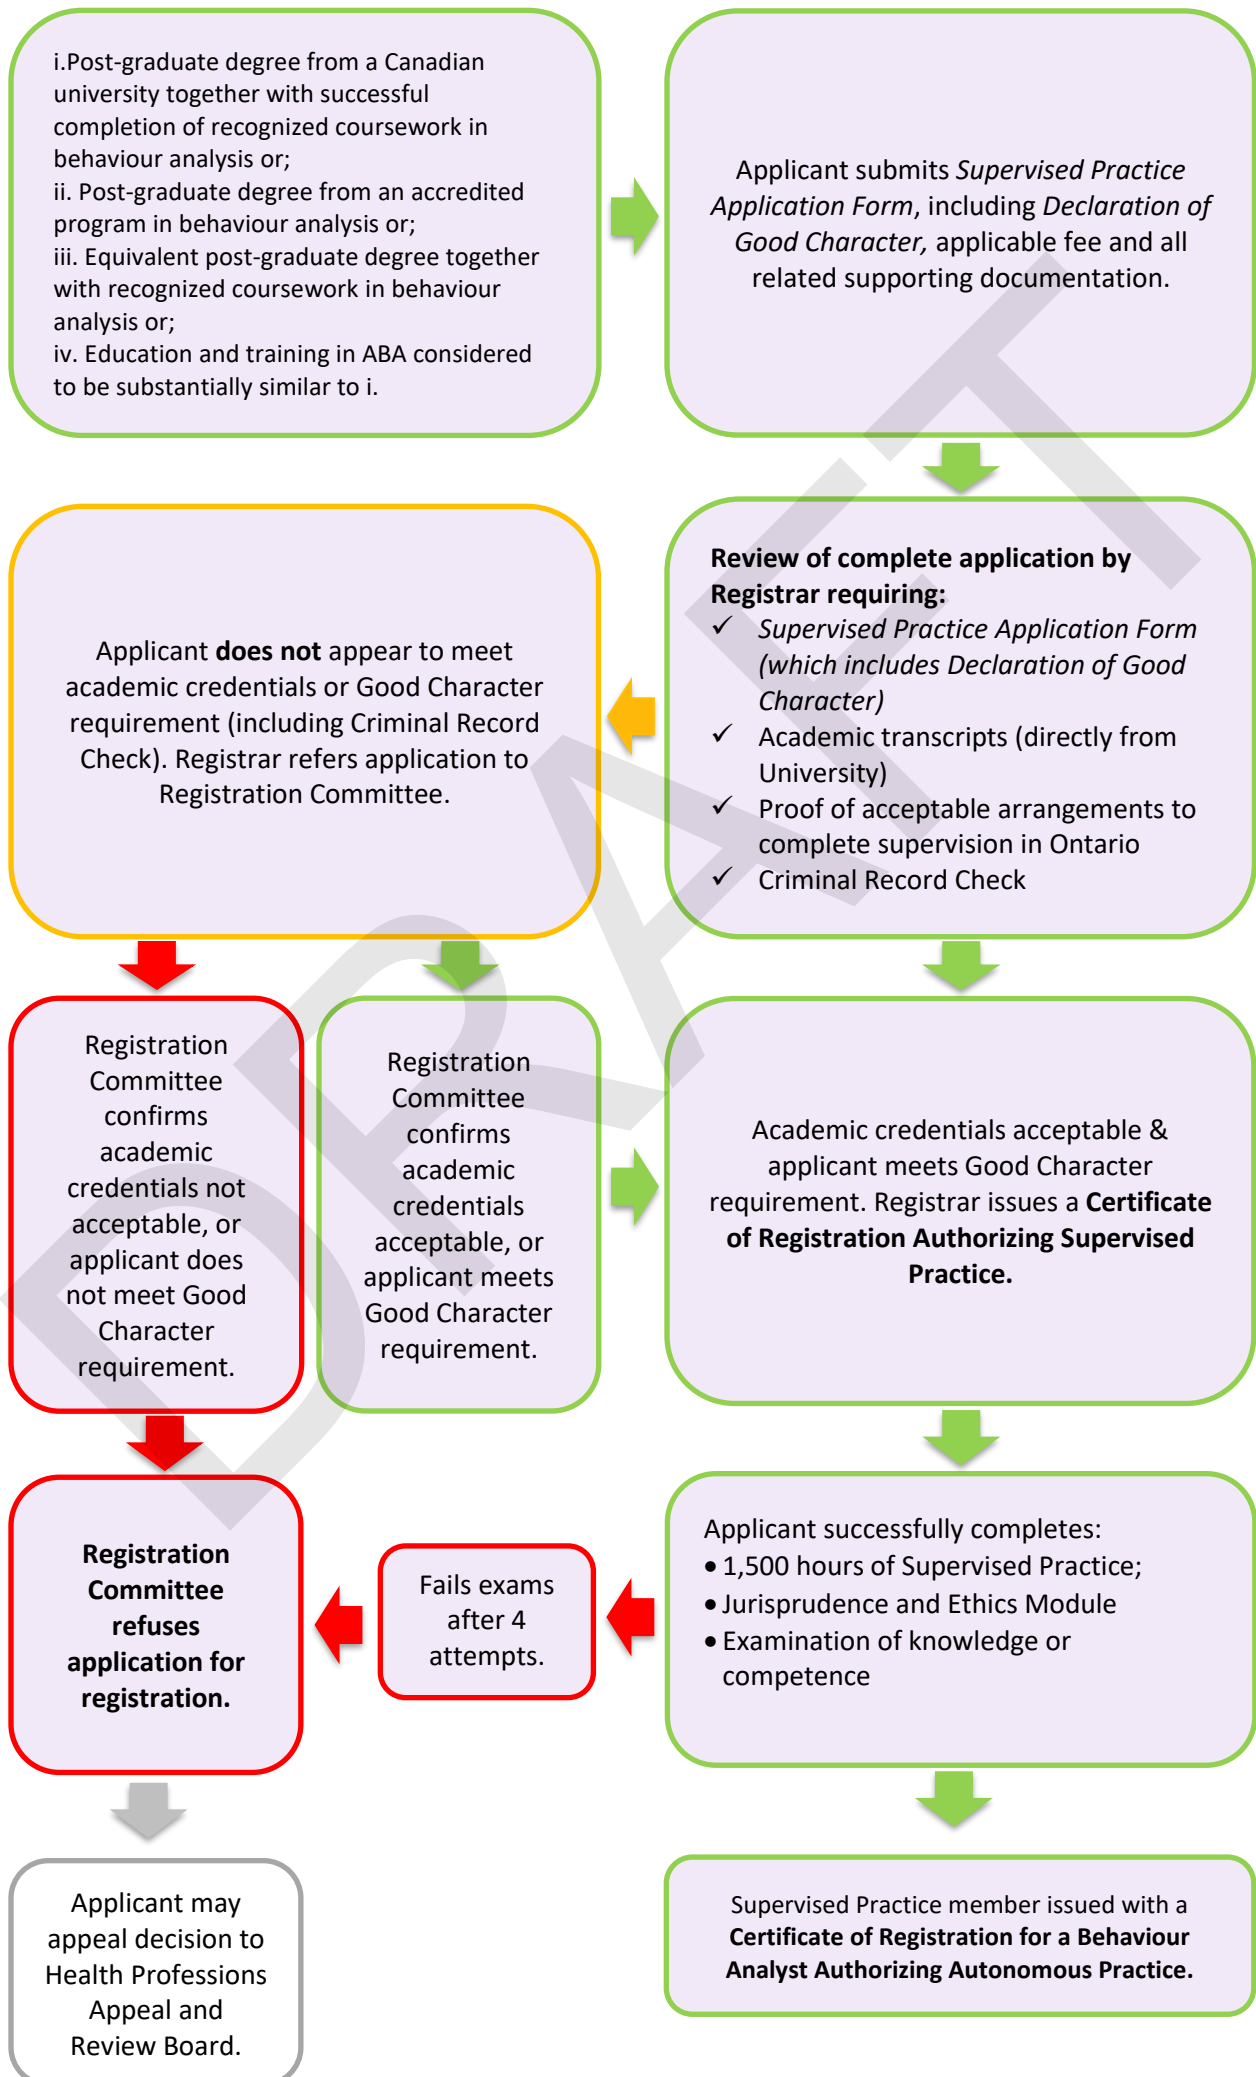 i.Post-graduate degree from a Canadian
university together with successful
completion of recognized coursework in
behaviour analysis or;
ii. Post-graduate degree from an accredited
program in behaviour analysis or;
iii. Equivalent post-graduate degree together
with recognized coursework in behaviour
analysis or;
iv. Education and training in ABA considered
to be substantially similar to i.
Applicant submits Supervised Practice
Application Form, including Declaration of
Good Character, applicable fee and all
related supporting documentation.
Review of complete application by
Registrar requiring:
✓ Supervised Practice Application Form
(which includes Declaration of Good
Character)
✓ Academic transcripts (directly from
University)
✓ Proof of acceptable arrangements to
complete supervision in Ontario
✓ Criminal Record Check
Applicant does not appear to meet
academic credentials or Good Character
requirement (including Criminal Record
Check). Registrar refers application to
Registration Committee.
Registration
Committee
confirms
academic
credentials not
acceptable, or
applicant does
not meet Good
Character
requirement.
Registration
Committee
confirms
academic
credentials
acceptable, or
applicant meets
Good Character
requirement.
Academic credentials acceptable &
applicant meets Good Character
requirement. Registrar issues a Certificate
of Registration Authorizing Supervised
Practice.
Applicant successfully completes:
• 1,500 hours of Supervised Practice;
• Jurisprudence and Ethics Module
• Examination of knowledge or
competence
Fails exams
after 4
attempts.
Registration
Committee
refuses
application for
registration.
Applicant may
appeal decision to
Health Professions
Appeal and
Review Board.
Supervised Practice member issued with a
Certificate of Registration for a Behaviour
Analyst Authorizing Autonomous Practice.
DRAFT